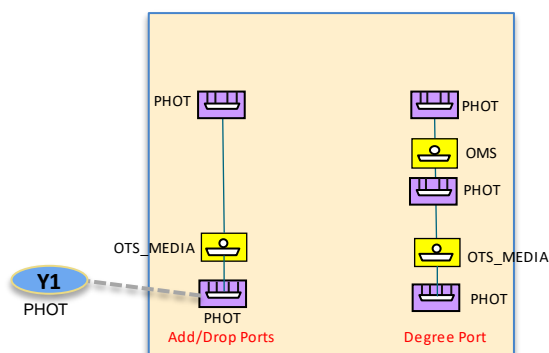 PHOT
PHOT
OMS
PHOT
OTS_MEDIA
OTS_MEDIA
Y1
PHOT
PHOT
PHOT
Add/Drop Ports
Degree Port